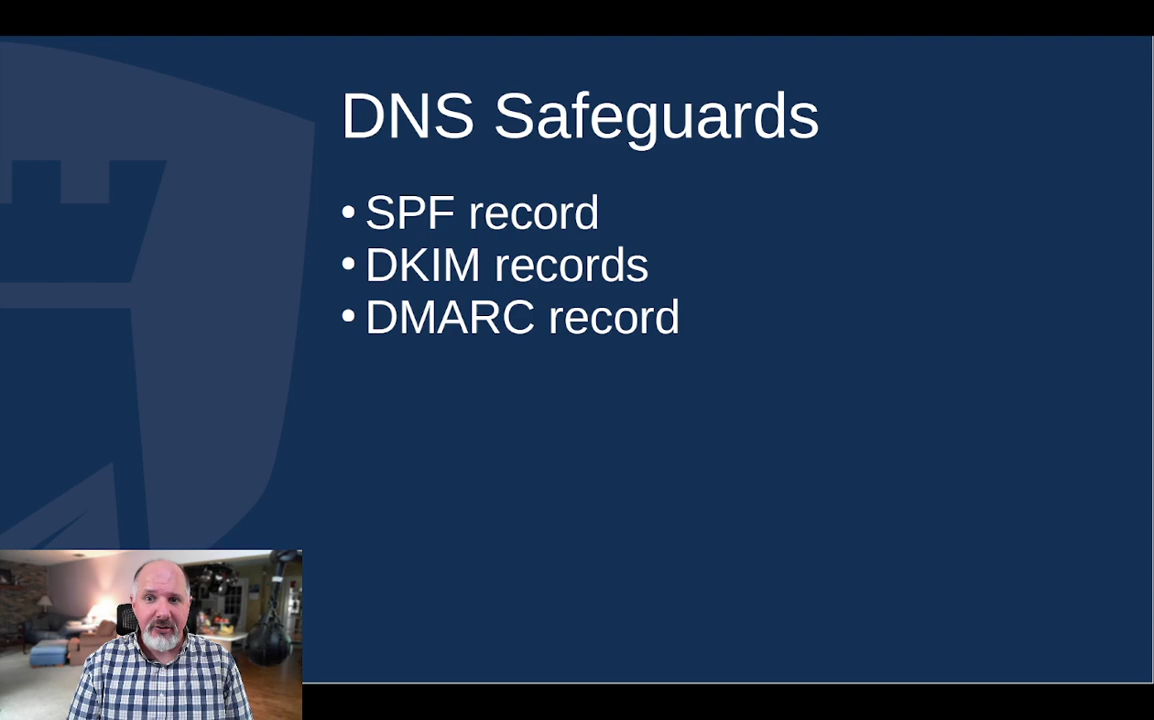 DNS Safeguards
• SPF record
• DKIM records
• DMARC record